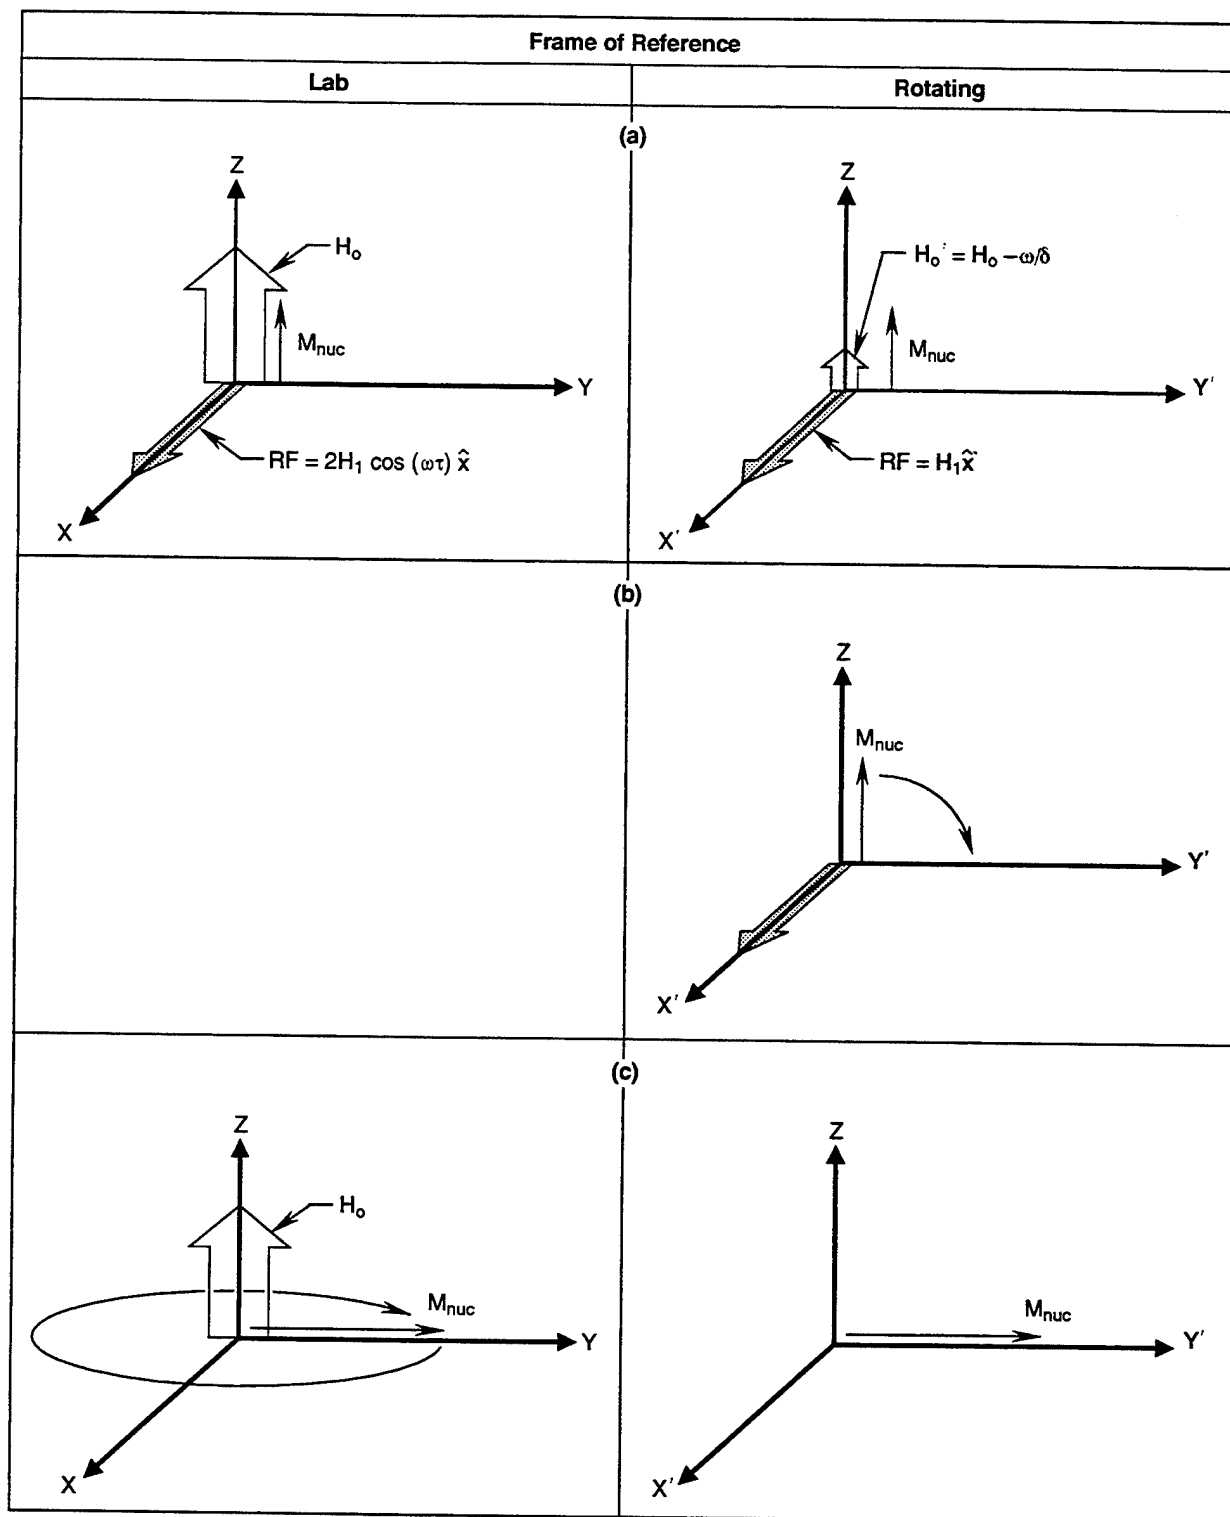 Frame of Reference
Lab
Rotating
(a)
Z
H₀
M_nuc
Y
RF = 2H₁ cos (ωτ) x̂
X
Z
H₀' = H₀ – ω/δ
M_nuc
Y'
RF = H₁x̂'
X'
(b)
Z
M_nuc
Y'
X'
(c)
Z
H₀
M_nuc
Y
X
Z
M_nuc
Y'
X'